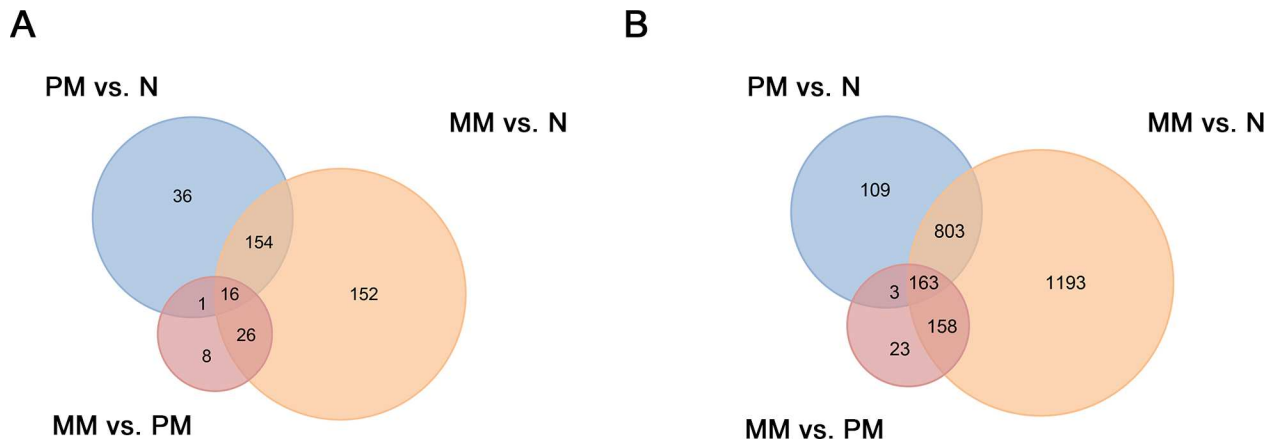 A
PM vs. N
MM vs. N
36
154
16
1
152
26
8
MM vs. PM
B
PM vs. N
MM vs. N
109
803
163
3
1193
158
23
MM vs. PM